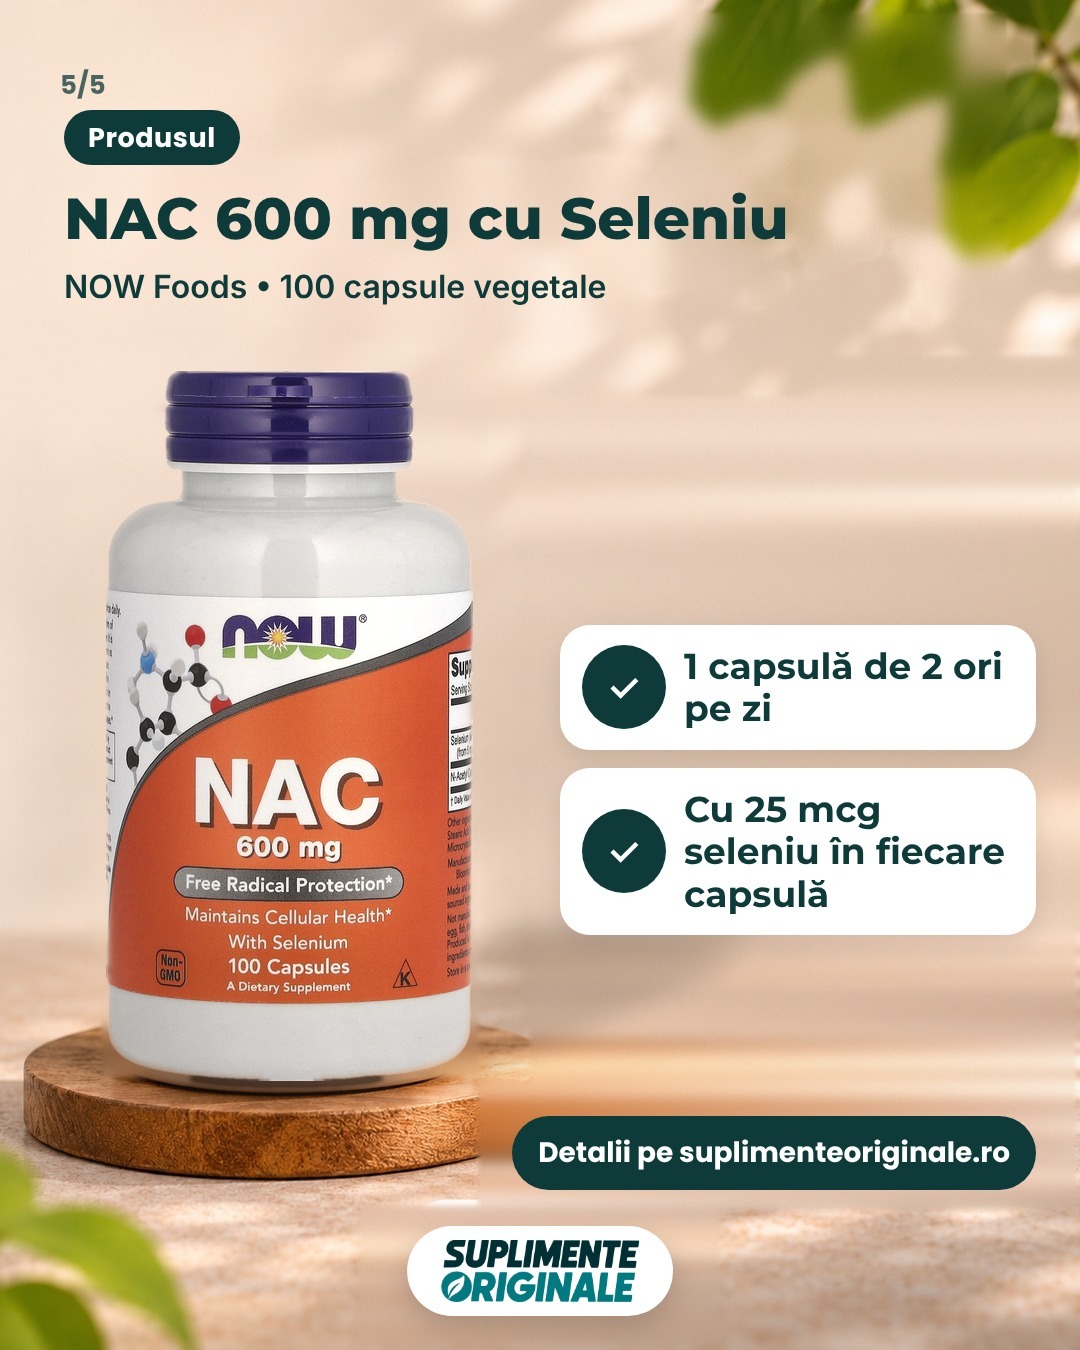 5/5
Produsul
NAC 600 mg cu Seleniu
NOW Foods • 100 capsule vegetale
NOW®
NAC
600 mg
Free Radical Protection*
Maintains Cellular Health*
With Selenium
100 Capsules
A Dietary Supplement
Non-
GMO
K
1 capsulă de 2 ori
pe zi
Cu 25 mcg
seleniu în fiecare
capsulă
Detalii pe suplimenteoriginale.ro
SUPLIMENTE
ORIGINALE